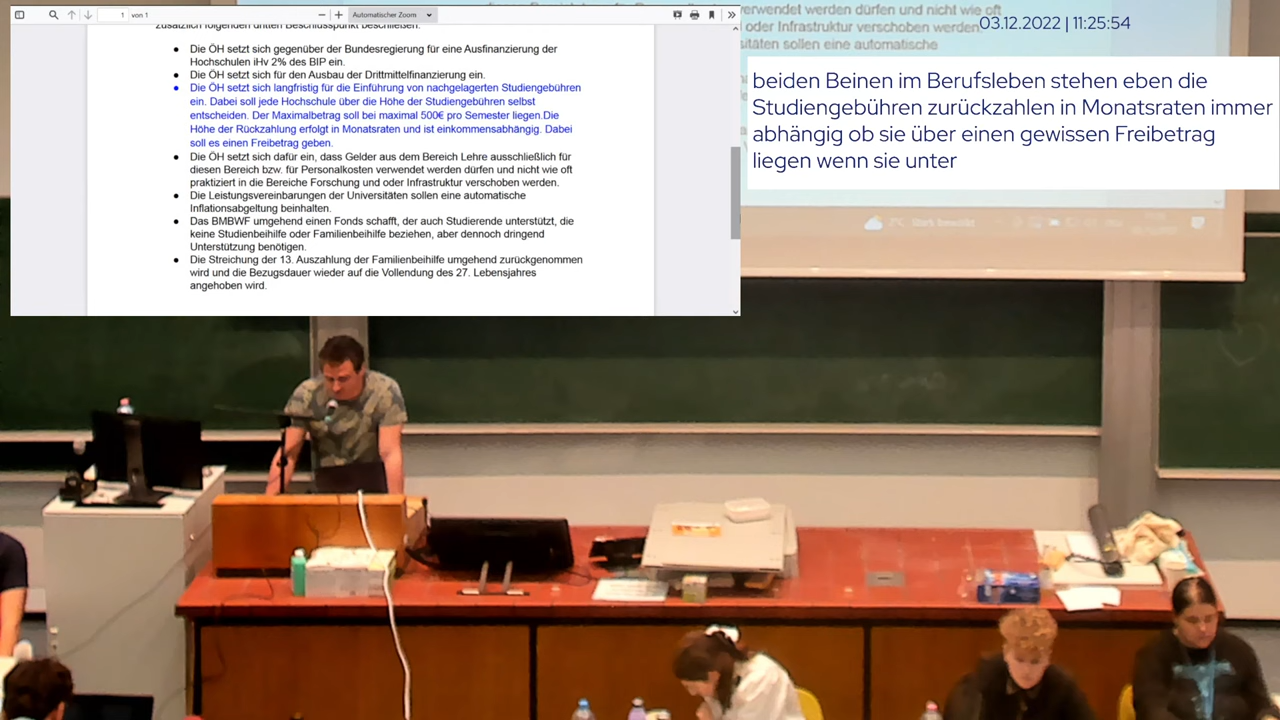 1 von 1
Automatischer Zoom
zusätzlich folgenden dritten Beschlusspunkt beschließen:
Die ÖH setzt sich gegenüber der Bundesregierung für eine Ausfinanzierung der
Hochschulen iHv 2% des BIP ein.
Die ÖH setzt sich für den Ausbau der Drittmittelfinanzierung ein.
Die ÖH setzt sich langfristig für die Einführung von nachgelagerten Studiengebühren
ein. Dabei soll jede Hochschule über die Höhe der Studiengebühren selbst
entscheiden. Der Maximalbetrag soll bei maximal 500€ pro Semester liegen.Die
Höhe der Rückzahlung erfolgt in Monatsraten und ist einkommensabhängig. Dabei
soll es einen Freibetrag geben.
Die ÖH setzt sich dafür ein, dass Gelder aus dem Bereich Lehre ausschließlich für
diesen Bereich bzw. für Personalkosten verwendet werden dürfen und nicht wie oft
praktiziert in die Bereiche Forschung und oder Infrastruktur verschoben werden.
Die Leistungsvereinbarungen der Universitäten sollen eine automatische
Inflationsabgeltung beinhalten.
Das BMBWF umgehend einen Fonds schafft, der auch Studierende unterstützt, die
keine Studienbeihilfe oder Familienbeihilfe beziehen, aber dennoch dringend
Unterstützung benötigen.
Die Streichung der 13. Auszahlung der Familienbeihilfe umgehend zurückgenommen
wird und die Bezugsdauer wieder auf die Vollendung des 27. Lebensjahres
angehoben wird.
verwendet werden dürfen und nicht wie oft
oder Infrastruktur verschoben werden.
sitäten sollen eine automatische
03.12.2022 | 11:25:54
beiden Beinen im Berufsleben stehen eben die
Studiengebühren zurückzahlen in Monatsraten immer
abhängig ob sie über einen gewissen Freibetrag
liegen wenn sie unter
Stark bewölkt